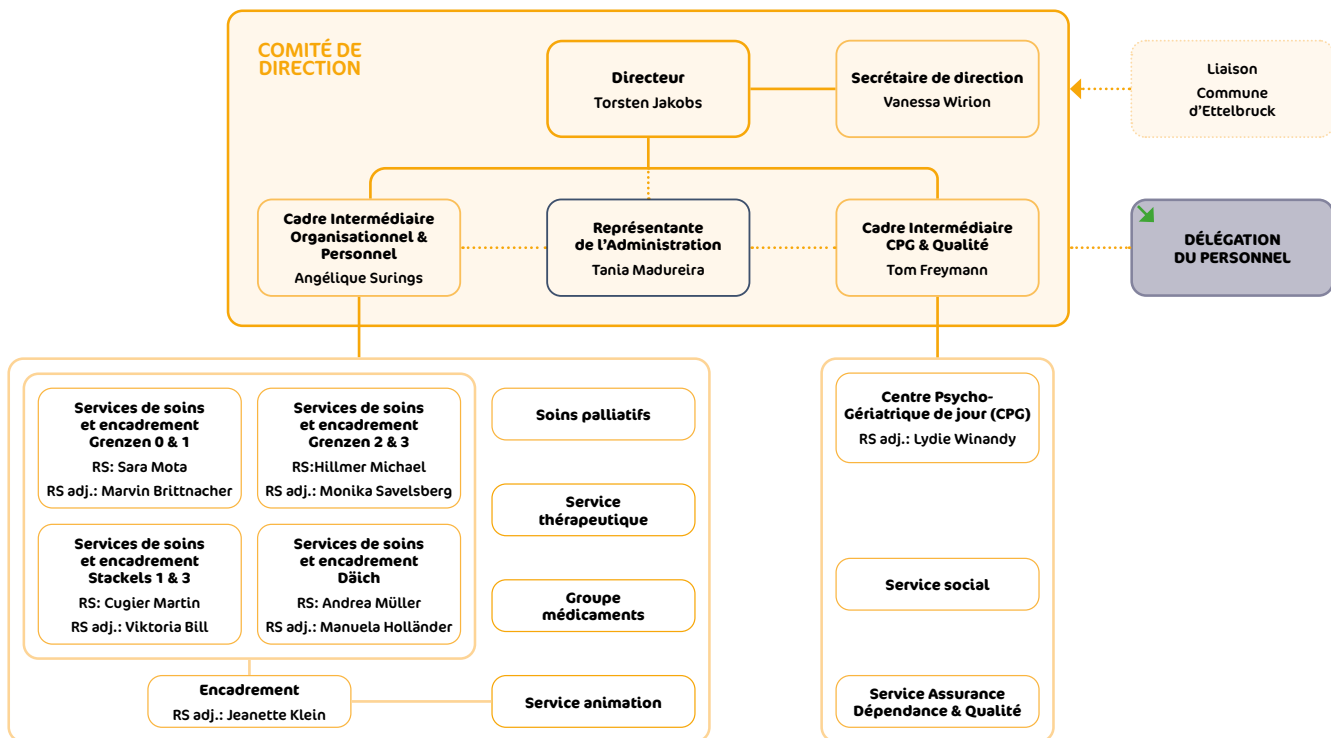 COMITÉ DE
DIRECTION
Directeur
Torsten Jakobs
Secrétaire de direction
Vanessa Wirion
Liaison
Commune
d'Ettelbruck
Cadre Intermédiaire
Organisationnel &
Personnel
Angélique Surings
Représentante
de l'Administration
Tania Madureira
Cadre Intermédiaire
CPG & Qualité
Tom Freymann
DÉLÉGATION
DU PERSONNEL
Services de soins
et encadrement
Grenzen 0 & 1
RS: Sara Mota
RS adj.: Marvin Brittnacher
Services de soins
et encadrement
Grenzen 2 & 3
RS:Hillmer Michael
RS adj.: Monika Savelsberg
Soins palliatifs
Centre Psycho-
Gériatrique de jour (CPG)
RS adj.: Lydie Winandy
Service
thérapeutique
Services de soins
et encadrement
Stackels 1 & 3
RS: Cugier Martin
RS adj.: Viktoria Bill
Services de soins
et encadrement
Däich
RS: Andrea Müller
RS adj.: Manuela Holländer
Groupe
médicaments
Service social
Encadrement
RS adj.: Jeanette Klein
Service animation
Service Assurance
Dépendance & Qualité